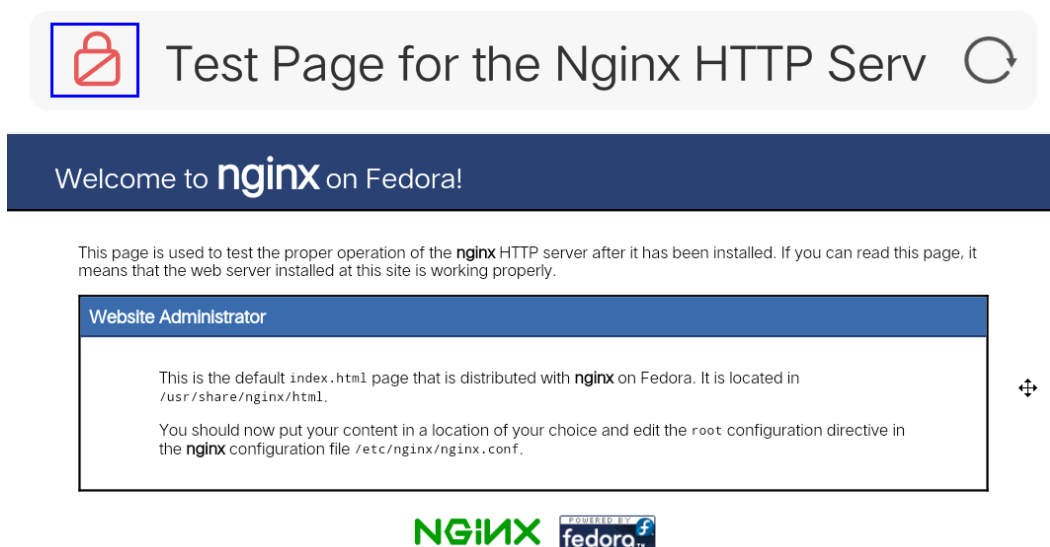 Test Page for the Nginx HTTP Serv
Welcome to nginx on Fedora!
This page is used to test the proper operation of the nginx HTTP server after it has been installed. If you can read this page, it
means that the web server installed at this site is working properly.
Website Administrator
This is the default index.html page that is distributed with nginx on Fedora. It is located in
/usr/share/nginx/html.
You should now put your content in a location of your choice and edit the root configuration directive in
the nginx configuration file /etc/nginx/nginx.conf.
NGINX
POWERED BY
fedora